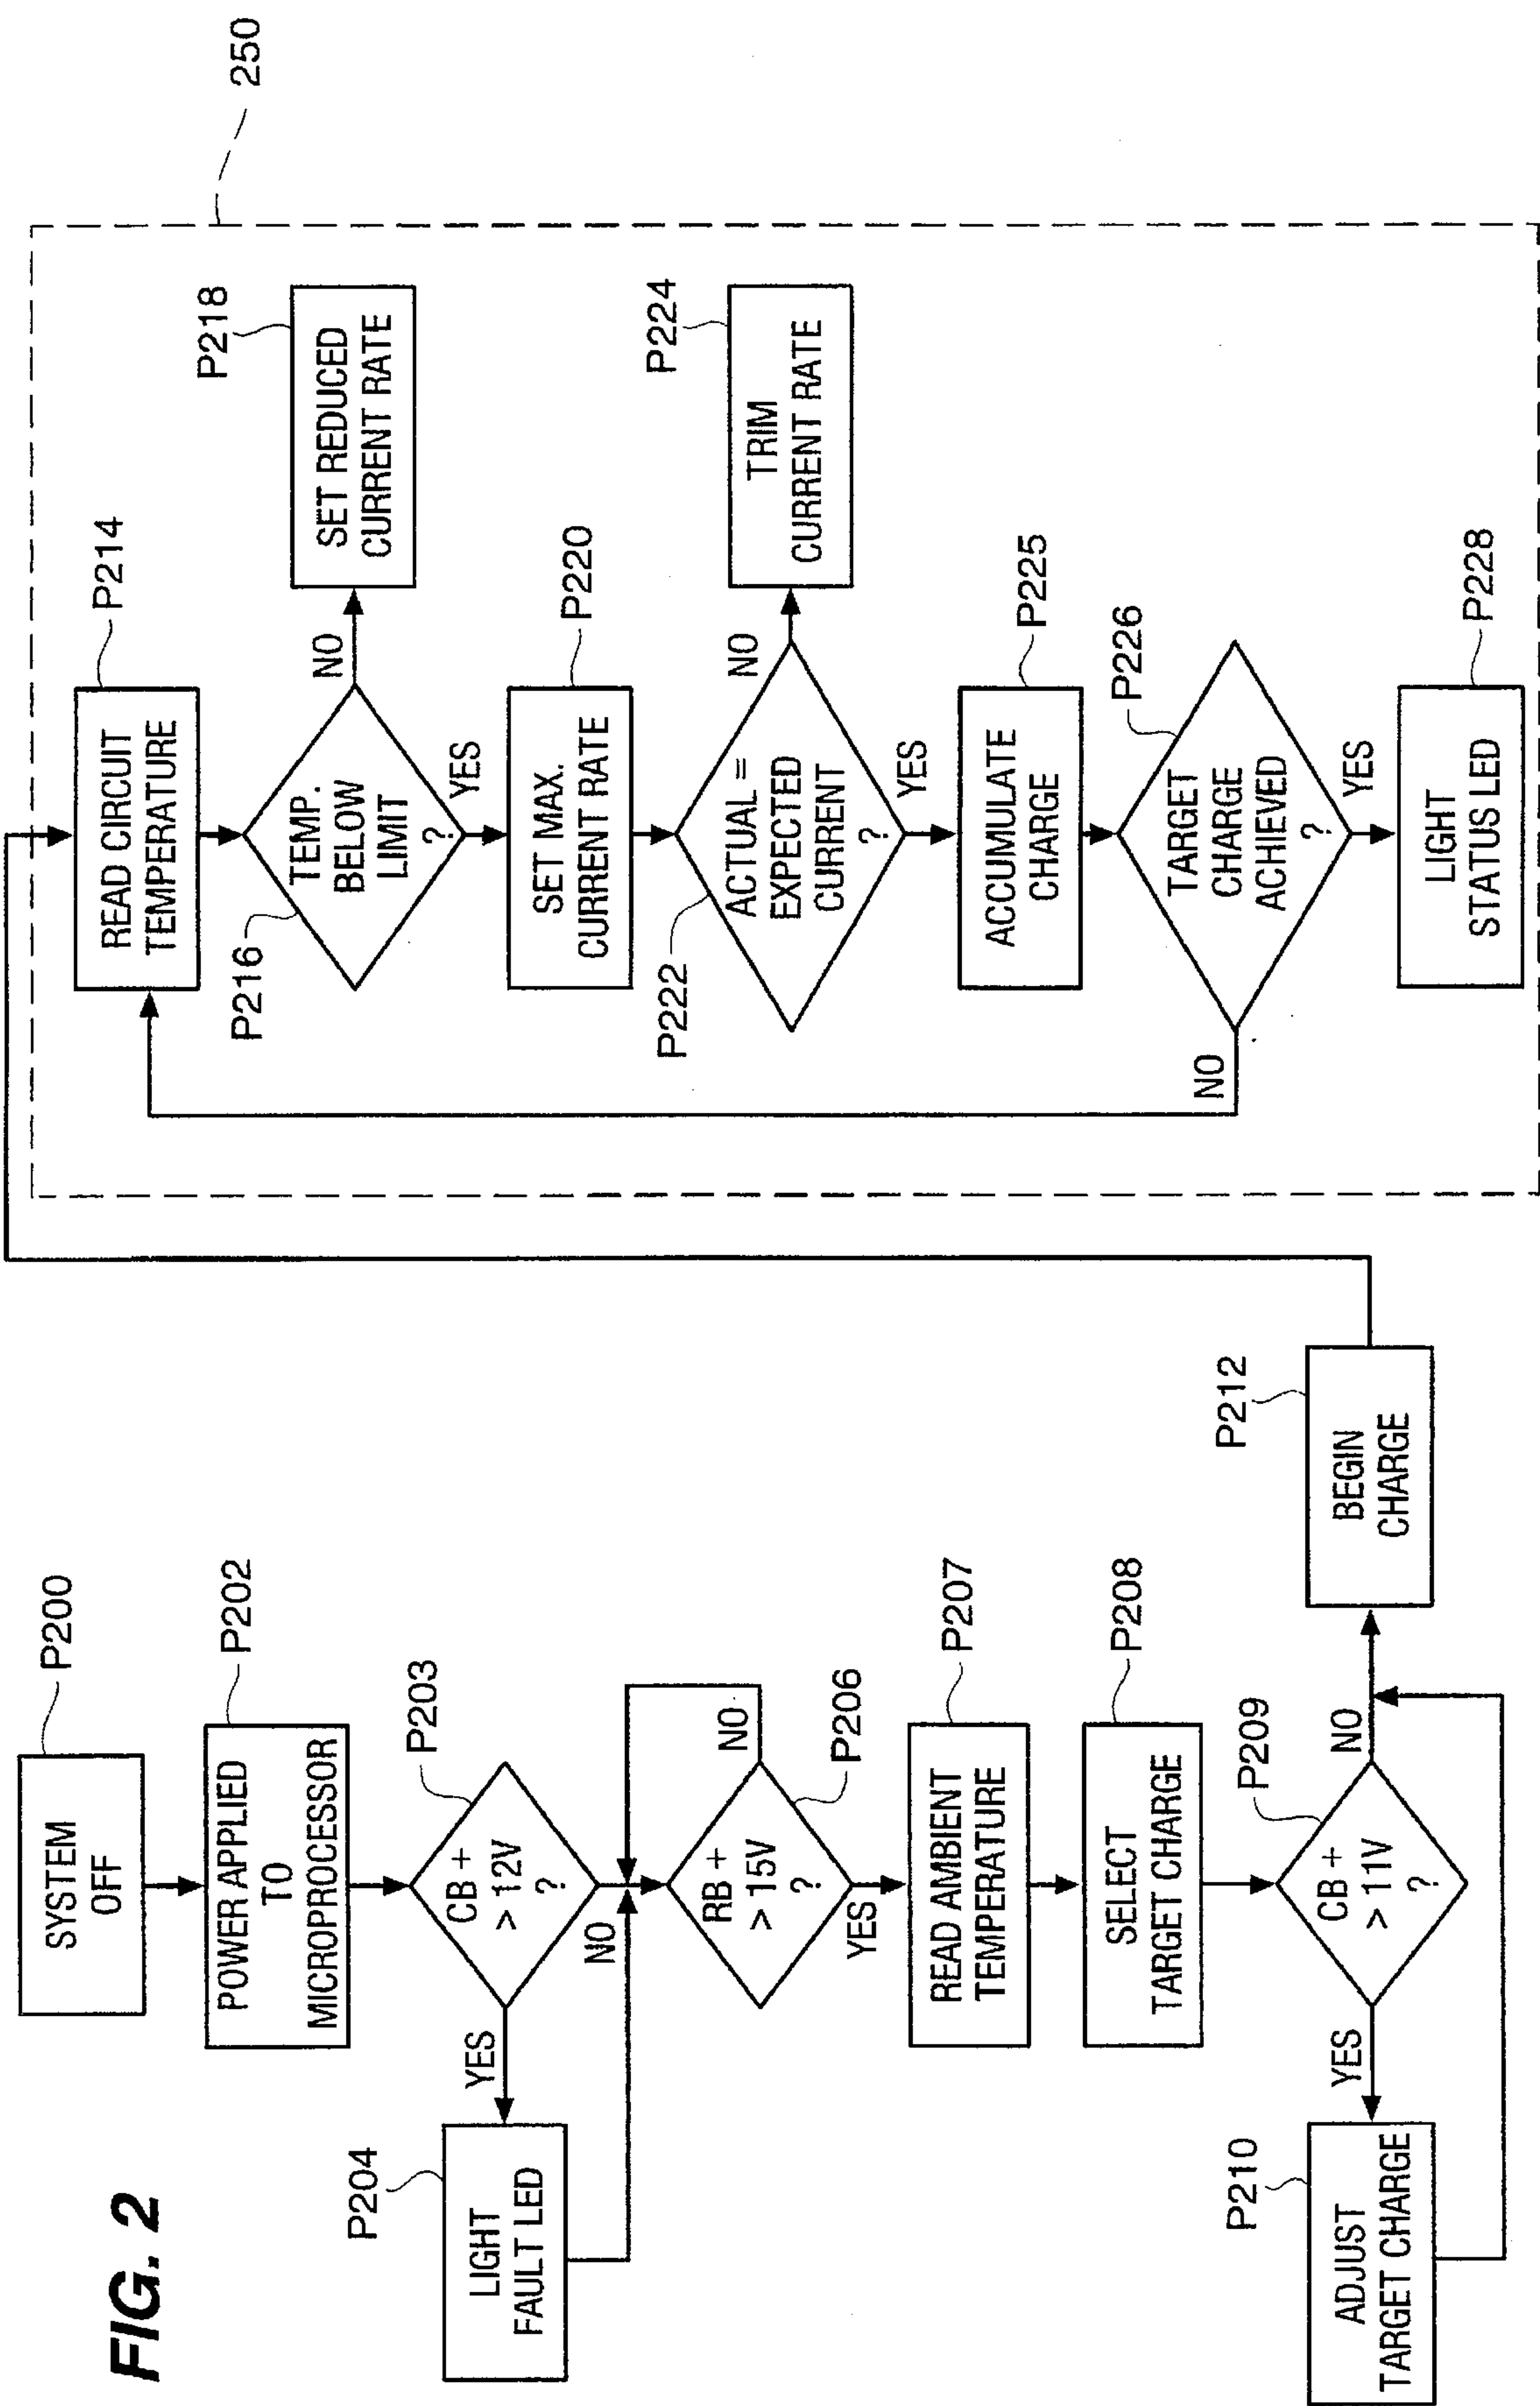 FIG. 2
SYSTEM
OFF
P200
POWER APPLIED
TO
MICROPROCESSOR
P202
CB +
> 12V
?
P203
YES
NO
LIGHT
FAULT LED
P204
RB +
> 15V
?
P206
NO
YES
READ AMBIENT
TEMPERATURE
P207
SELECT
TARGET CHARGE
P208
CB +
> 11V
?
P209
YES
NO
ADJUST
TARGET CHARGE
P210
BEGIN
CHARGE
P212
250
READ CIRCUIT
TEMPERATURE
P214
TEMP.
BELOW
LIMIT
?
P216
NO
YES
SET REDUCED
CURRENT RATE
P218
SET MAX.
CURRENT RATE
P220
ACTUAL =
EXPECTED
CURRENT
?
P222
NO
YES
TRIM
CURRENT RATE
P224
ACCUMULATE
CHARGE
P225
TARGET
CHARGE
ACHIEVED
?
P226
NO
YES
LIGHT
STATUS LED
P228